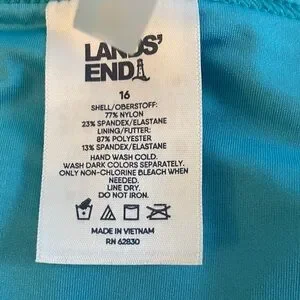 LANDS'
END
16
SHELL/OBERSTOFF:
77% NYLON
23% SPANDEX/ELASTANE
LINING/FUTTER:
87% POLYESTER
13% SPANDEX/ELASTANE
HAND WASH COLD.
WASH DARK COLORS SEPARATELY.
ONLY NON-CHLORINE BLEACH WHEN
NEEDED.
LINE DRY.
DO NOT IRON.
MADE IN VIETNAM
RN 62830